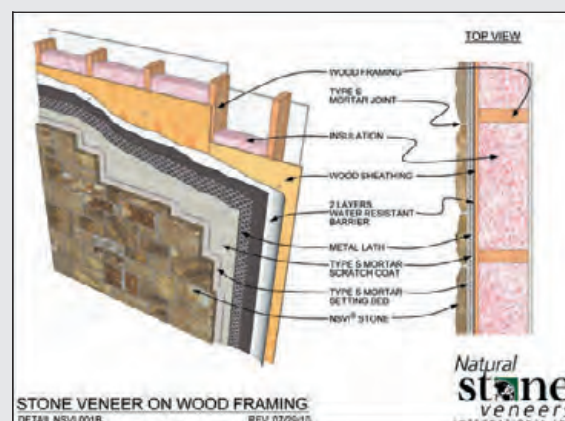 TOP VIEW
WOOD FRAMING
TYPE S
MORTAR JOINT
INSULATION
WOOD SHEATHING
2 LAYERS
WATER RESISTANT
BARRIER
METAL LATH
TYPE S MORTAR
SCRATCH COAT
TYPE S MORTAR
SETTING BED
NSVI® STONE
Natural
stone
veneers
STONE VENEER ON WOOD FRAMING
DETAIL NSVI-001B REV. 07/29/10